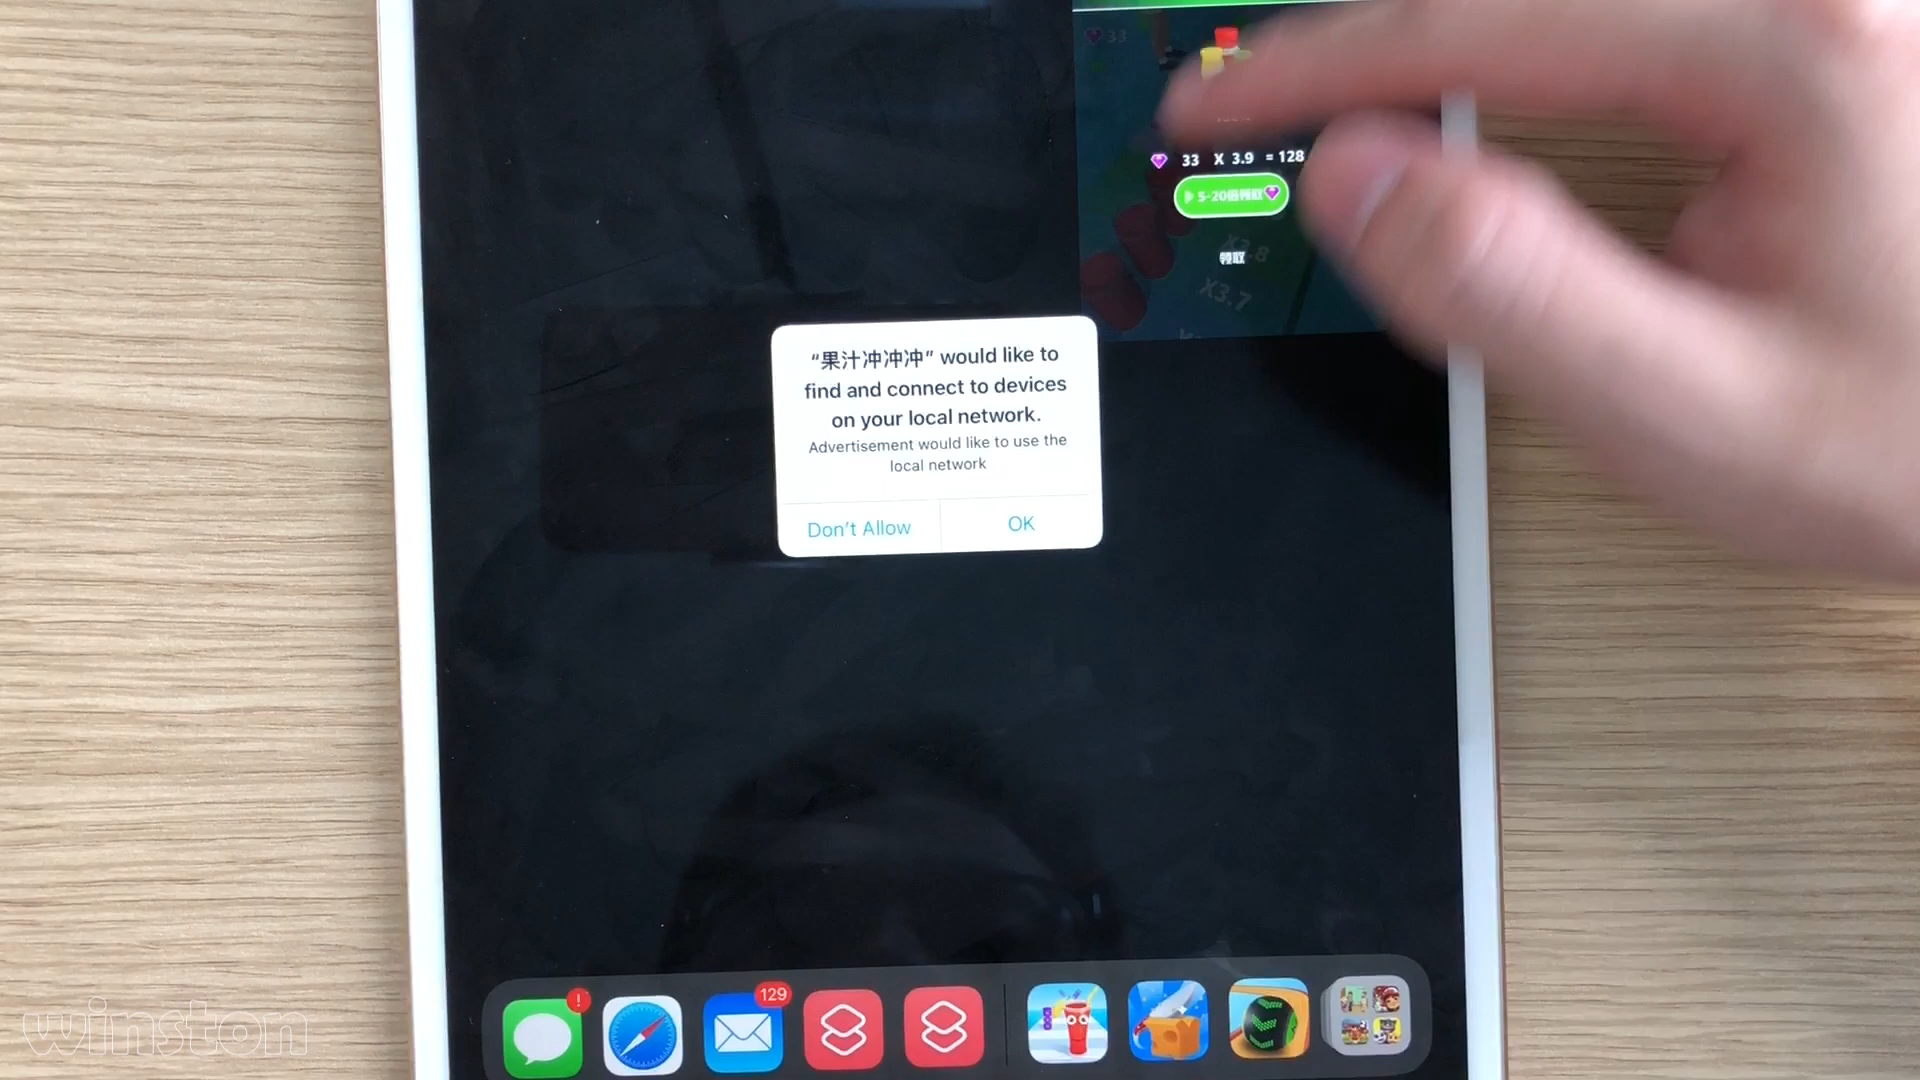 33
33 X 3.9 = 128
5-20倍领取
领取
X3.8
X3.7
“果汁冲冲冲” would like to
find and connect to devices
on your local network.
Advertisement would like to use the
local network
Don't Allow
OK
!
129
winston